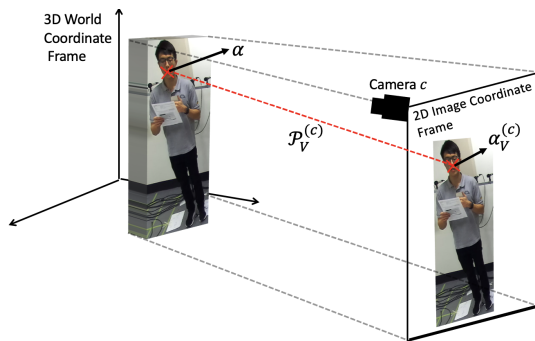 3D World
Coordinate
Frame
α
Camera c
2D Image Coordinate
Frame
𝒫_V^(c)
α_V^(c)